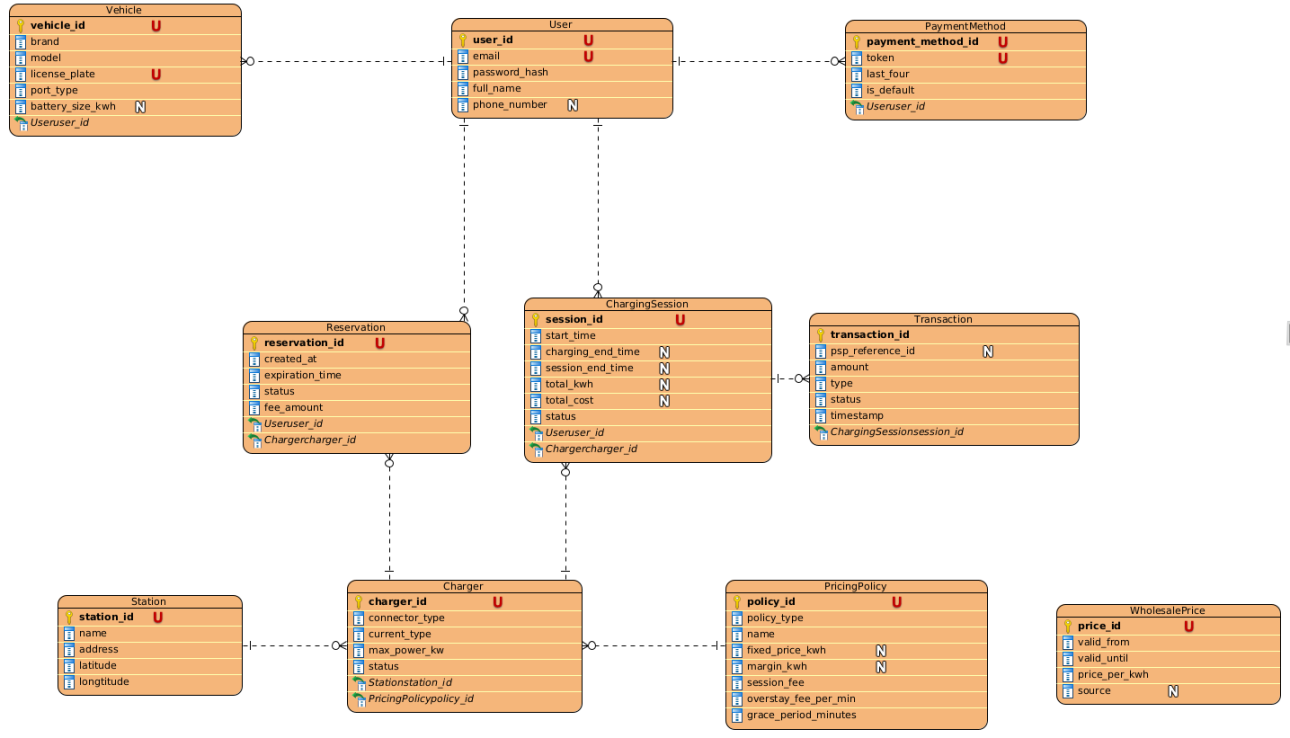 Vehicle
vehicle_id U
brand
model
license_plate U
port_type
battery_size_kwh N
Useruser_id
User
user_id U
email U
password_hash
full_name
phone_number N
PaymentMethod
payment_method_id U
token U
last_four
is_default
Useruser_id
Reservation
reservation_id U
created_at
expiration_time
status
fee_amount
Useruser_id
Chargercharger_id
ChargingSession
session_id U
start_time
charging_end_time N
session_end_time N
total_kwh N
total_cost N
status
Useruser_id
Chargercharger_id
Transaction
transaction_id
psp_reference_id N
amount
type
status
timestamp
ChargingSessionsession_id
Station
station_id U
name
address
latitude
longtitude
Charger
charger_id U
connector_type
current_type
max_power_kw
status
Stationstation_id
PricingPolicypolicy_id
PricingPolicy
policy_id U
policy_type
name
fixed_price_kwh N
margin_kwh N
session_fee
overstay_fee_per_min
grace_period_minutes
WholesalePrice
price_id U
valid_from
valid_until
price_per_kwh
source N